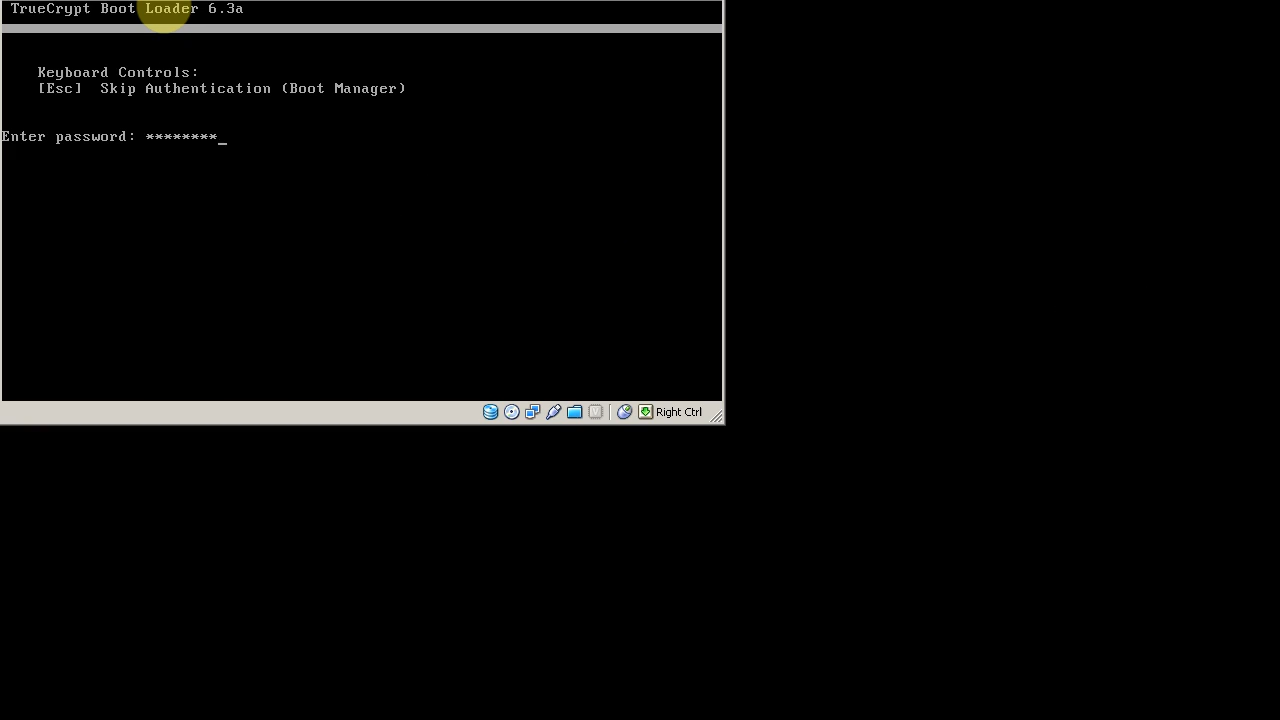 TrueCrypt Boot Loader 6.3a
Keyboard Controls:
[Esc]  Skip Authentication (Boot Manager)
Enter password: ********_
Right Ctrl